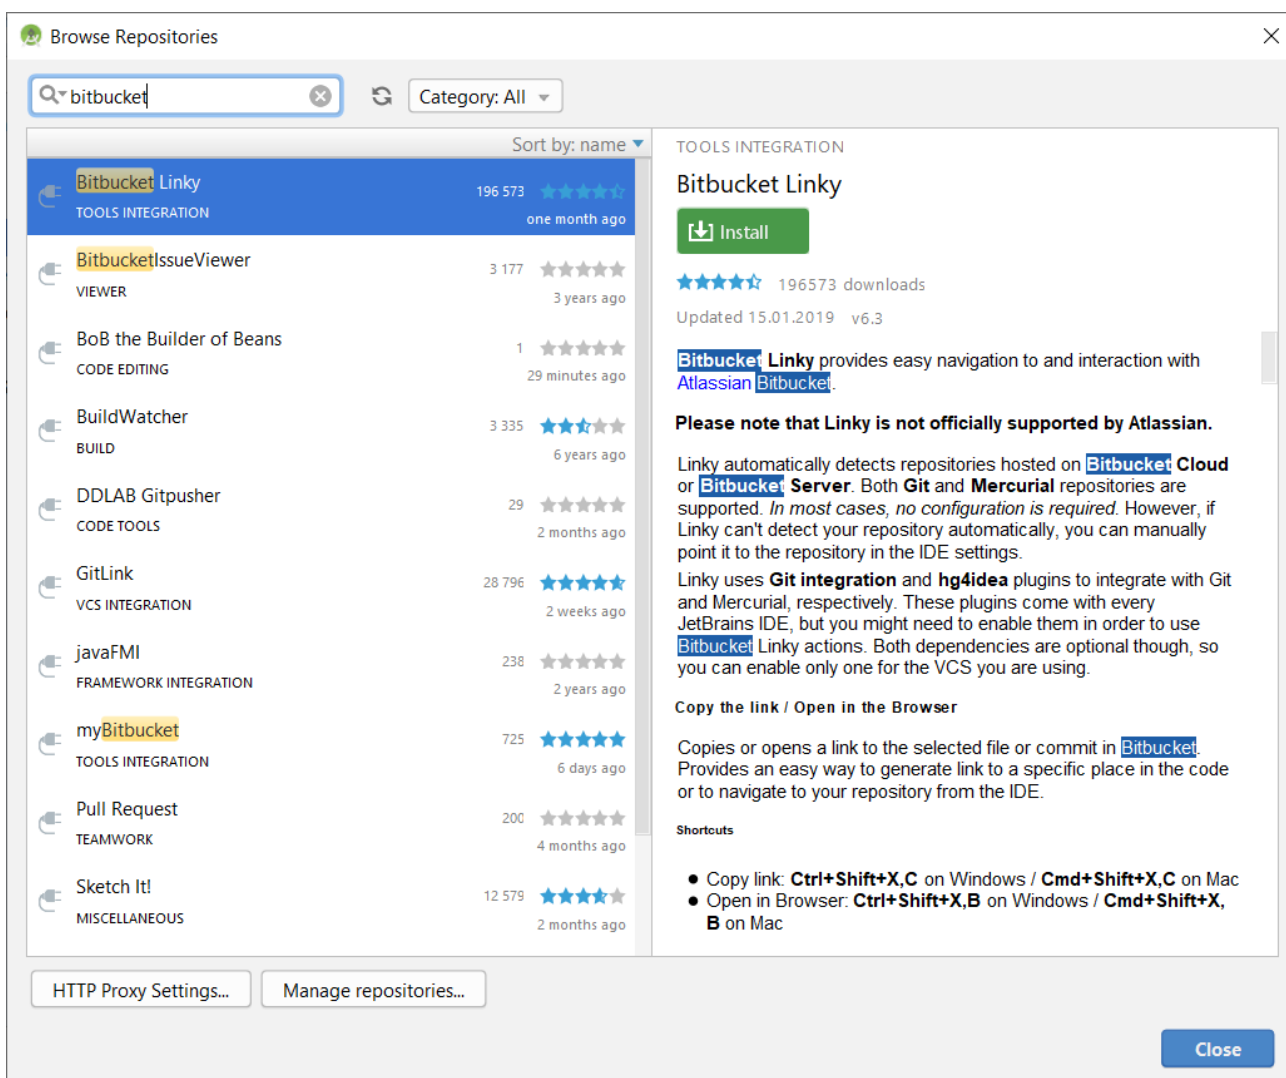 Browse Repositories
bitbucket
Category: All
Sort by: name
Bitbucket Linky
196 573
TOOLS INTEGRATION
one month ago
BitbucketIssueViewer
3 177
VIEWER
3 years ago
BoB the Builder of Beans
1
CODE EDITING
29 minutes ago
BuildWatcher
3 335
BUILD
6 years ago
DDLAB Gitpusher
29
CODE TOOLS
2 months ago
GitLink
28 796
VCS INTEGRATION
2 weeks ago
javaFMI
238
FRAMEWORK INTEGRATION
2 years ago
myBitbucket
725
TOOLS INTEGRATION
6 days ago
Pull Request
200
TEAMWORK
4 months ago
Sketch It!
12 579
MISCELLANEOUS
2 months ago
TOOLS INTEGRATION
Bitbucket Linky
Install
196573 downloads
Updated 15.01.2019 v6.3
Bitbucket Linky provides easy navigation to and interaction with
Atlassian Bitbucket.
Please note that Linky is not officially supported by Atlassian.
Linky automatically detects repositories hosted on Bitbucket Cloud
or Bitbucket Server. Both Git and Mercurial repositories are
supported. In most cases, no configuration is required. However, if
Linky can't detect your repository automatically, you can manually
point it to the repository in the IDE settings.
Linky uses Git integration and hg4idea plugins to integrate with Git
and Mercurial, respectively. These plugins come with every
JetBrains IDE, but you might need to enable them in order to use
Bitbucket Linky actions. Both dependencies are optional though, so
you can enable only one for the VCS you are using.
Copy the link / Open in the Browser
Copies or opens a link to the selected file or commit in Bitbucket.
Provides an easy way to generate link to a specific place in the code
or to navigate to your repository from the IDE.
Shortcuts
● Copy link: Ctrl+Shift+X,C on Windows / Cmd+Shift+X,C on Mac
● Open in Browser: Ctrl+Shift+X,B on Windows / Cmd+Shift+X,
B on Mac
HTTP Proxy Settings...
Manage repositories...
Close